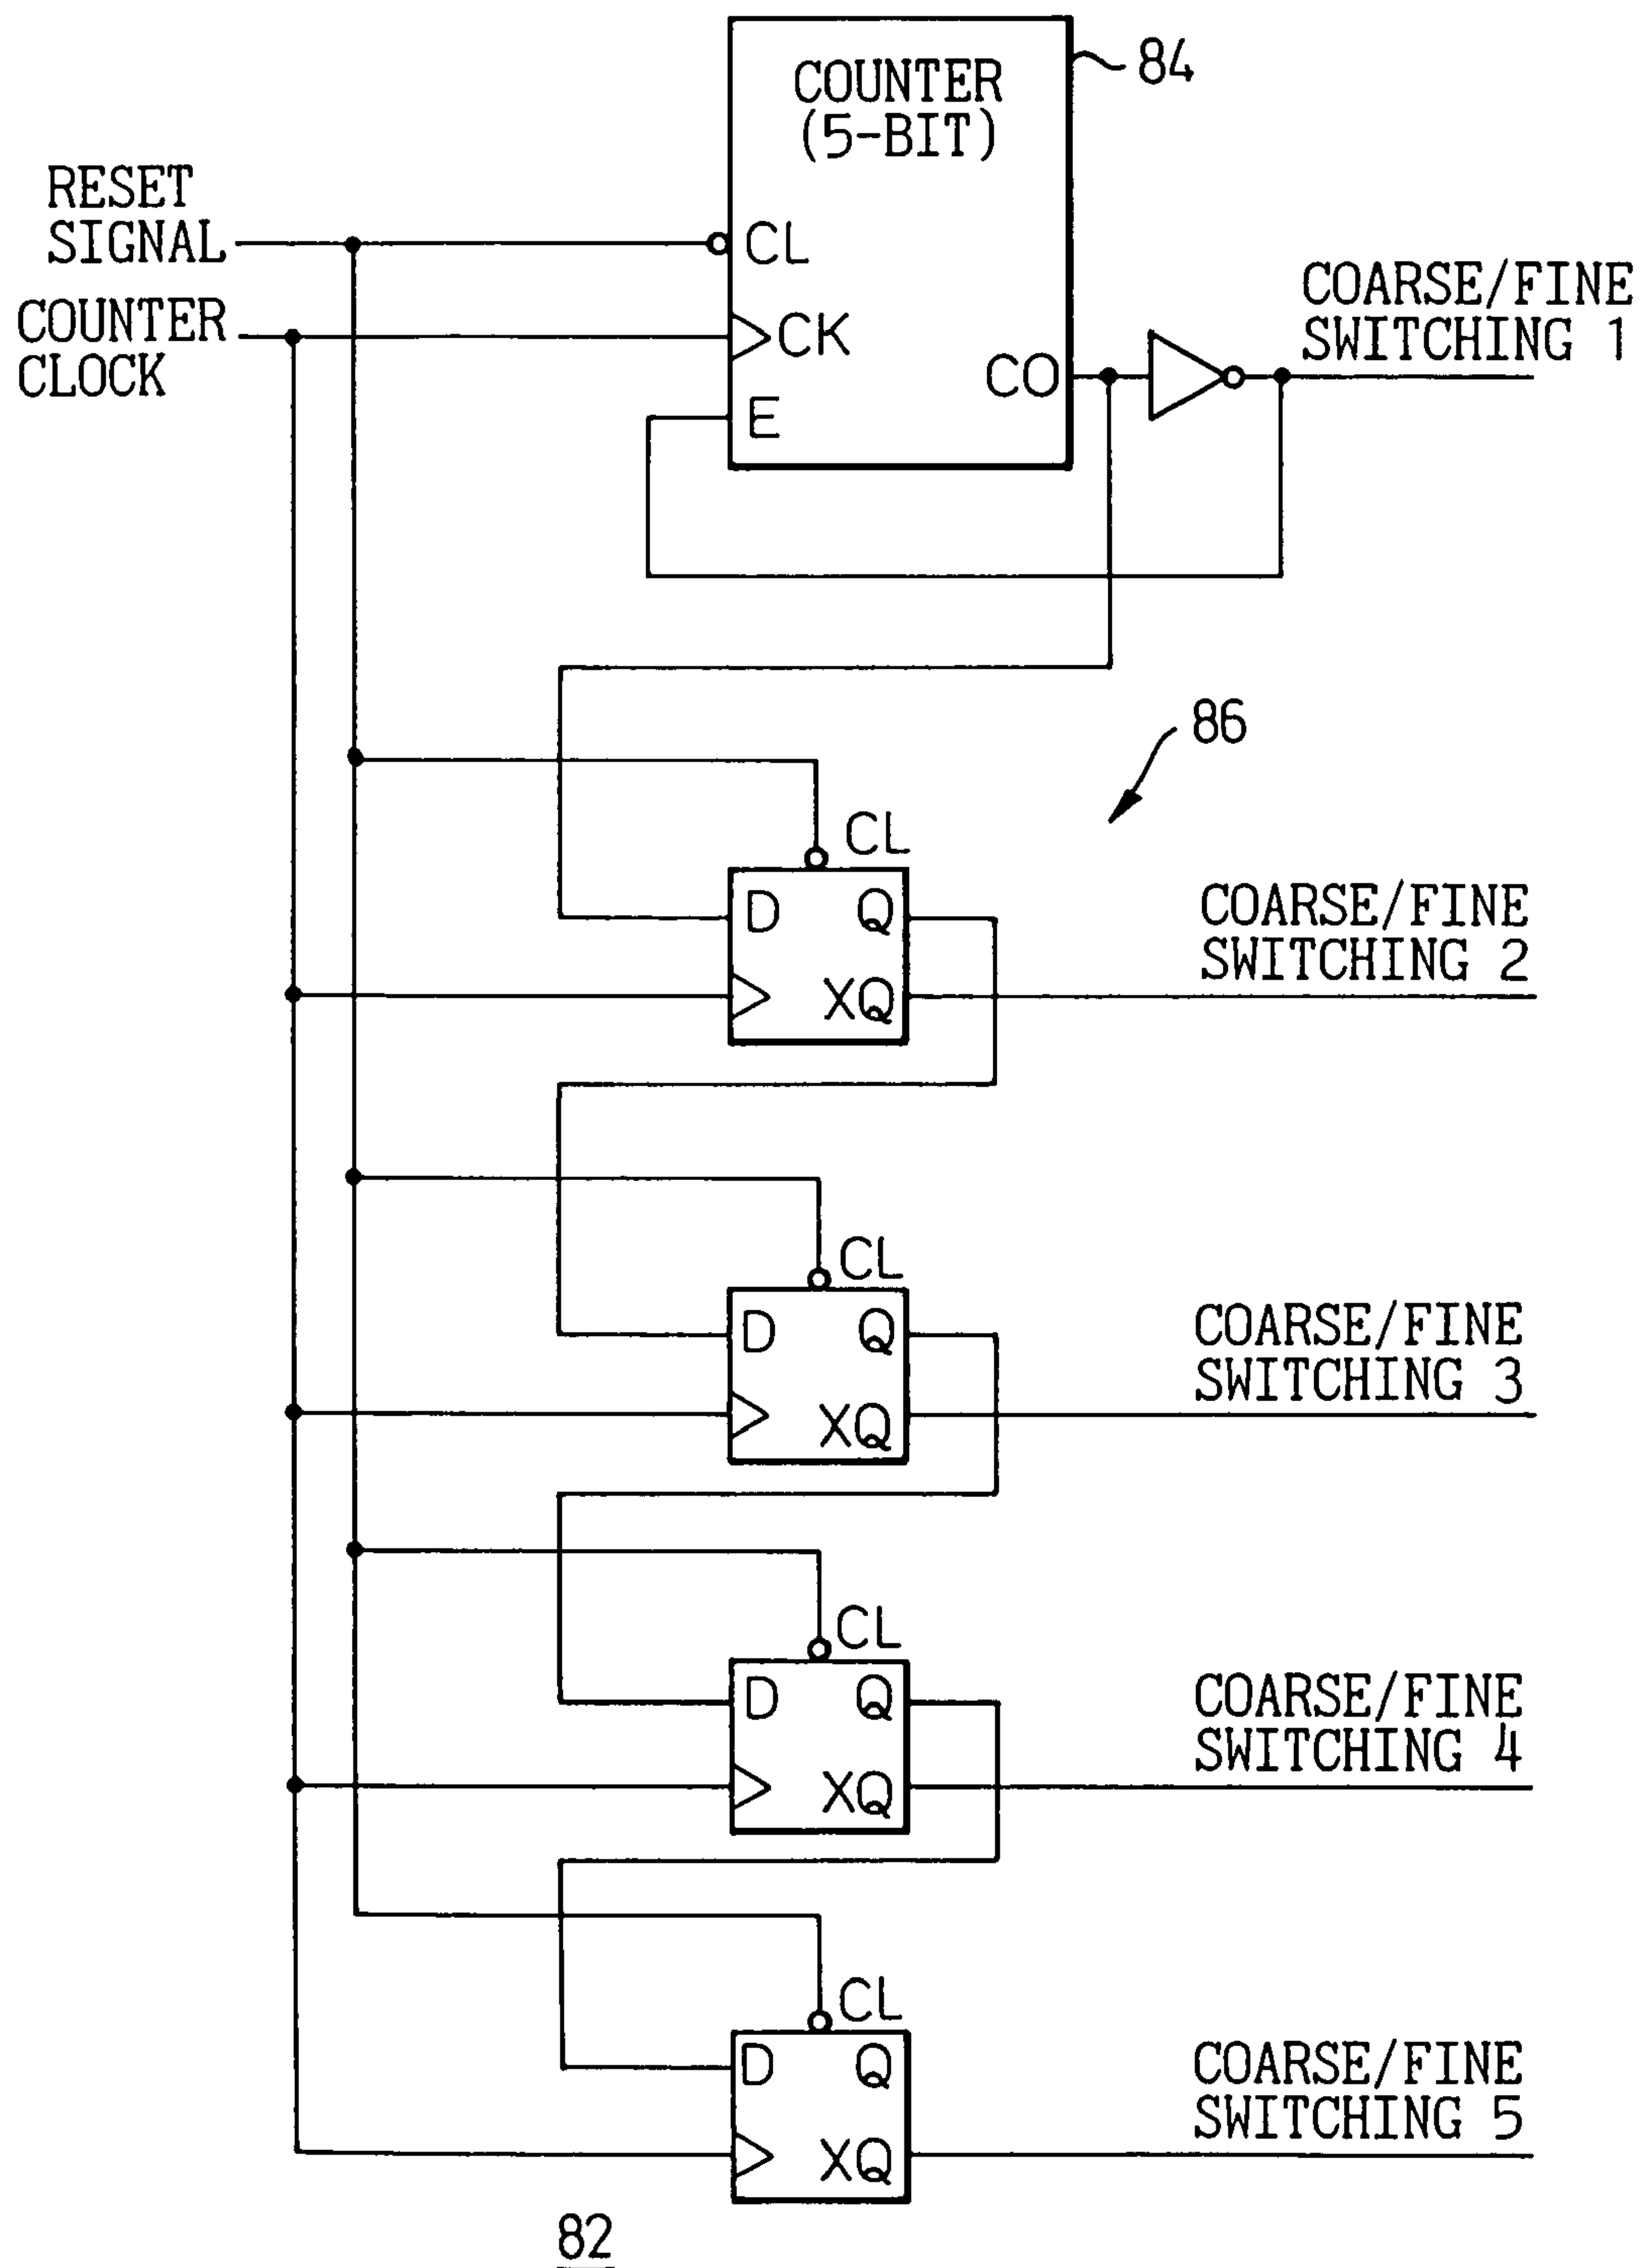 COUNTER
(5-BIT)
84
RESET
SIGNAL
CL
COUNTER
CLOCK
CK
E
CO
COARSE/FINE
SWITCHING 1
86
CL
D
Q
XQ
COARSE/FINE
SWITCHING 2
CL
D
Q
XQ
COARSE/FINE
SWITCHING 3
CL
D
Q
XQ
COARSE/FINE
SWITCHING 4
CL
D
Q
XQ
COARSE/FINE
SWITCHING 5
82